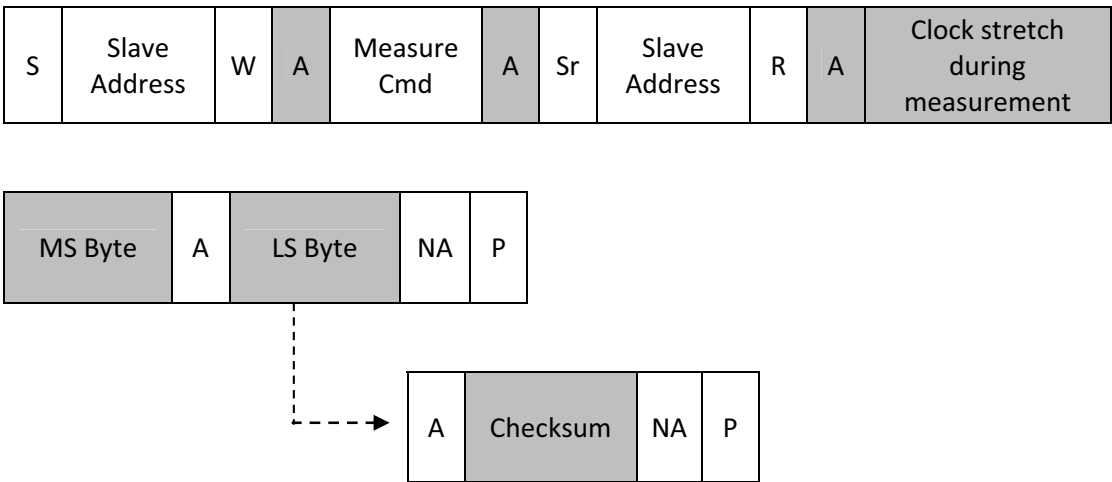 S Slave Address W A Measure Cmd A Sr Slave Address R A Clock stretch during measurement
MS Byte A LS Byte NA P
A Checksum NA P